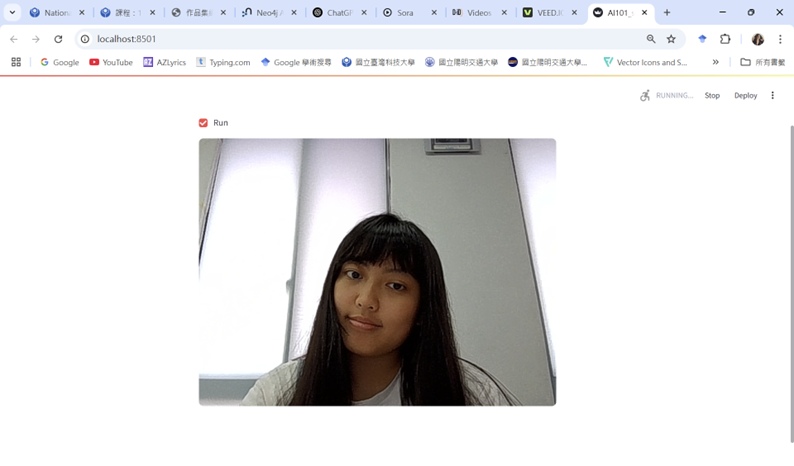 Nation 課程： 作品集 Neo4j ChatG Sora Videos VEED.I AI101_
localhost:8501
Google YouTube AZLyrics Typing.com Google 學術搜尋 國立臺灣科技大學 國立陽明交通大學 國立陽明交通大學... Vector Icons and S... » 所有書籤
RUNNING... Stop Deploy
Run